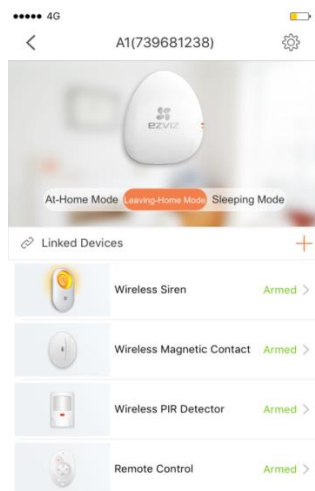 4G
A1(739681238)
EZVIZ
At-Home Mode Leaving-Home Mode Sleeping Mode
Linked Devices
Wireless Siren Armed
Wireless Magnetic Contact Armed
Wireless PIR Detector Armed
Remote Control Armed